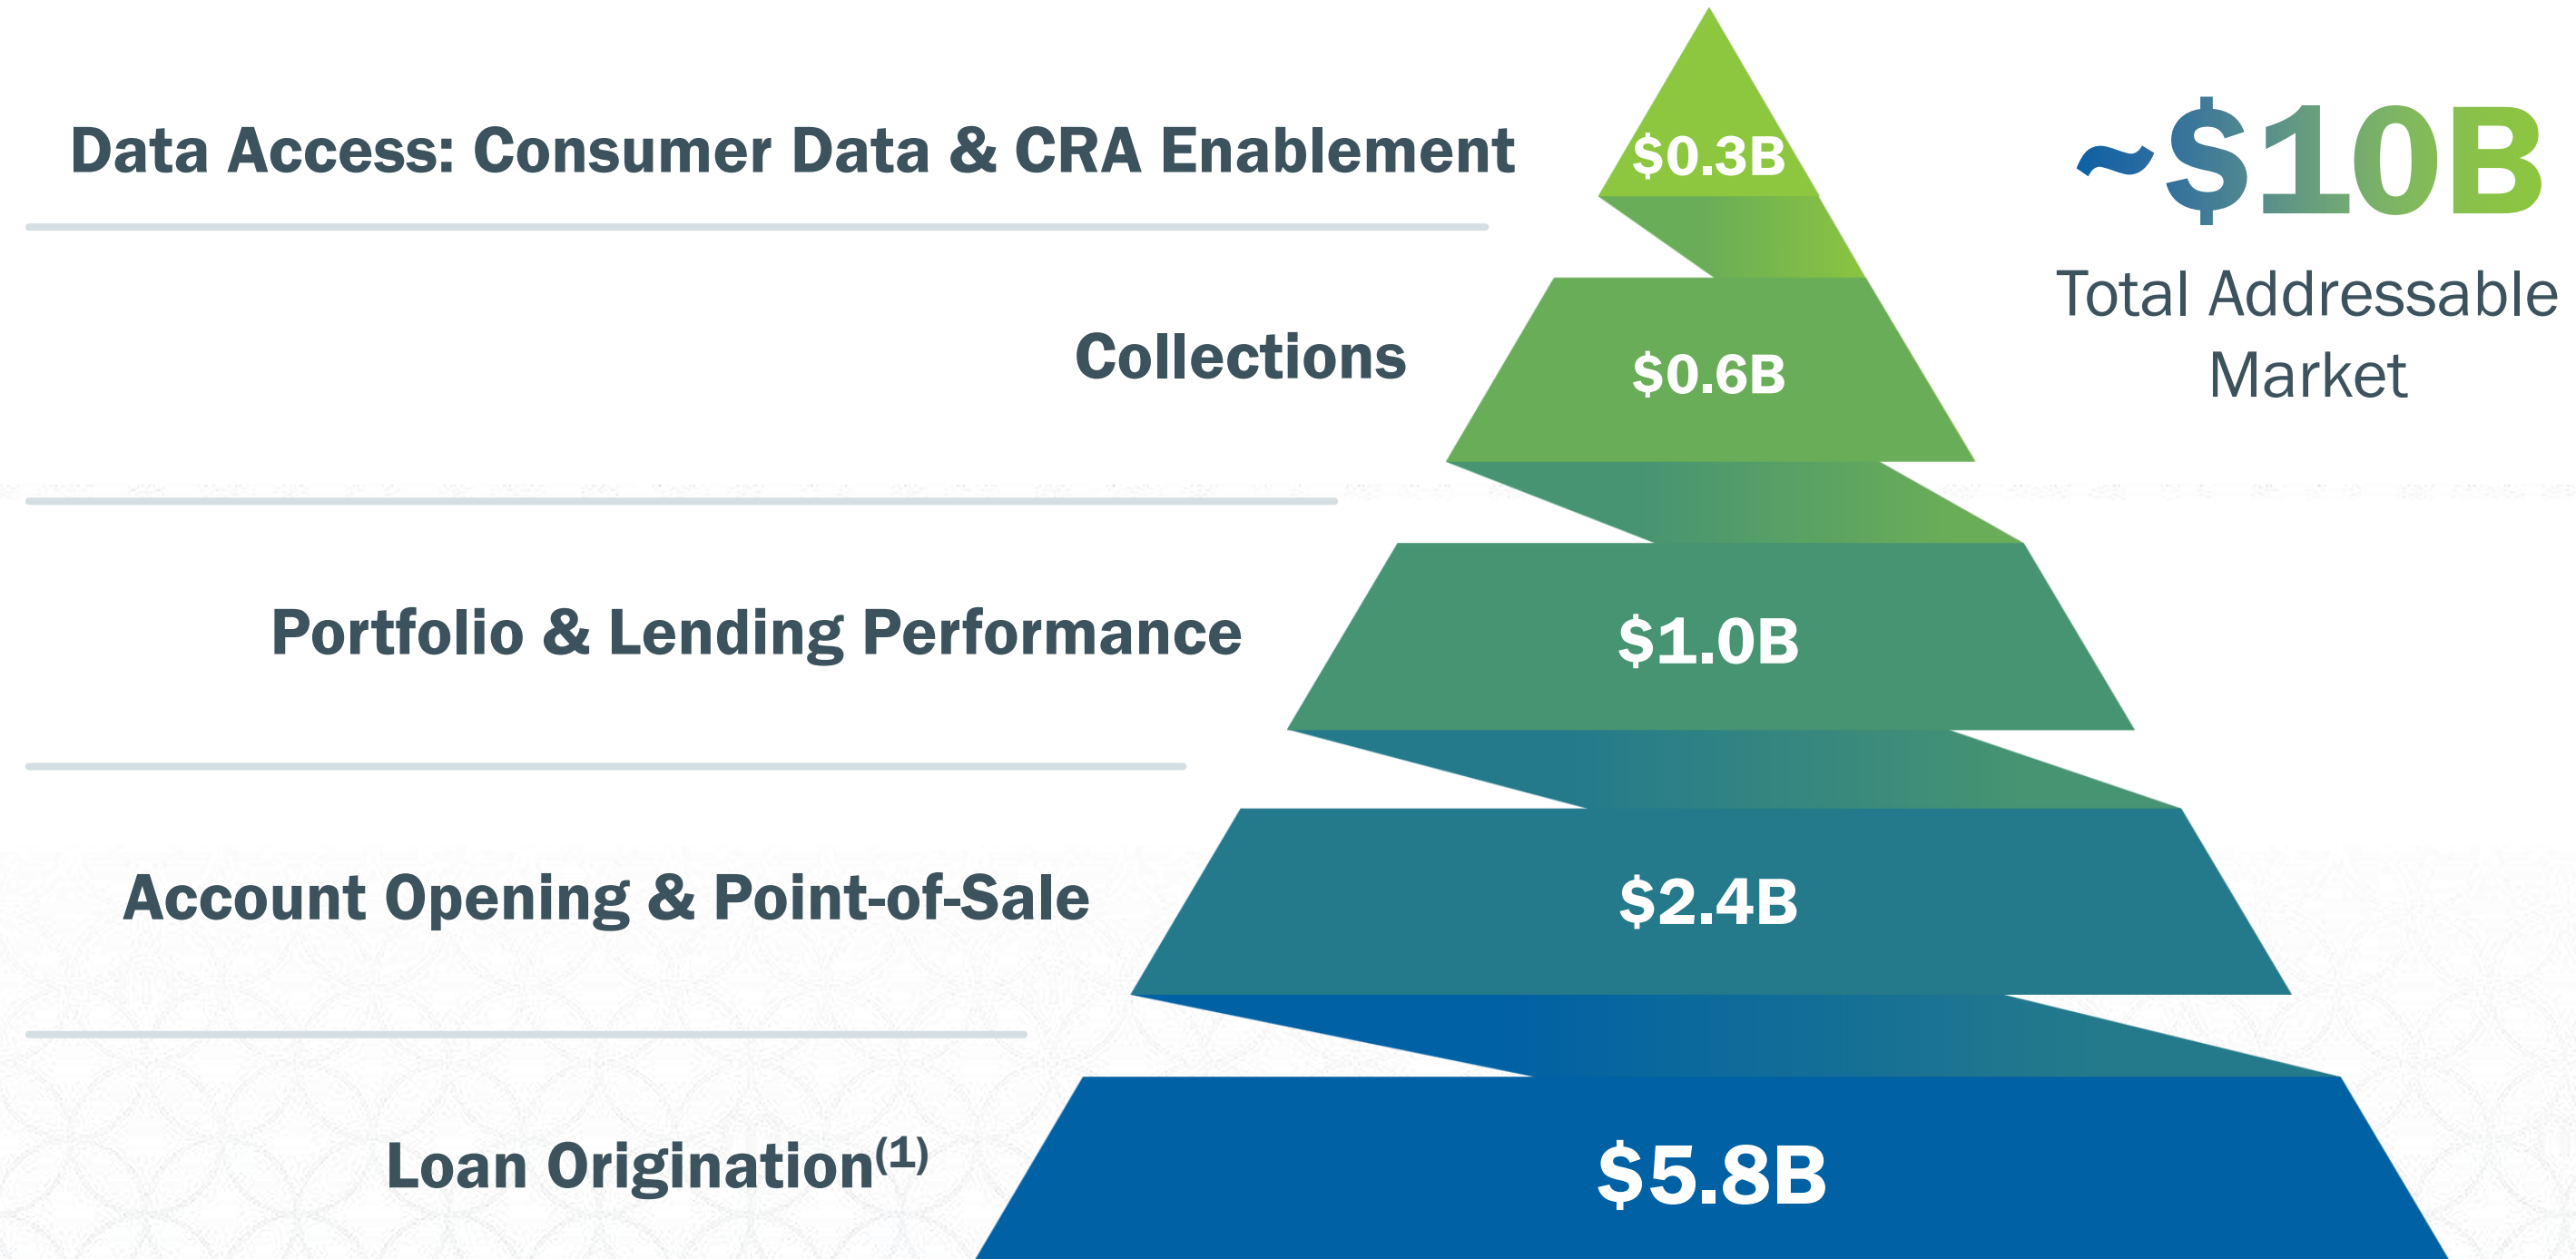 Data Access: Consumer Data & CRA Enablement
$0.3B
~$10B
Total Addressable
Market
Collections
$0.6B
Portfolio & Lending Performance
$1.0B
Account Opening & Point-of-Sale
$2.4B
Loan Origination(1)
$5.8B